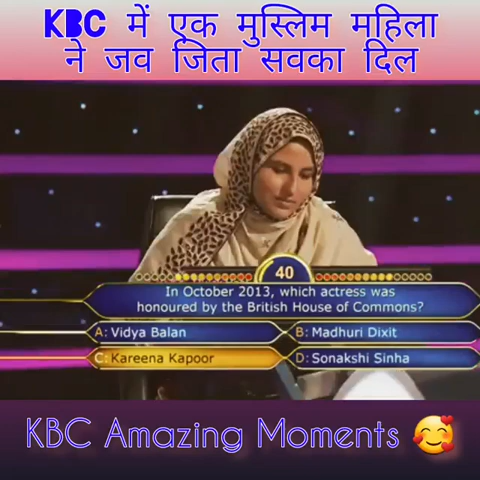 KBC में एक मुस्लिम महिला
ने जव जिता सवका दिल
40
In October 2013, which actress was
honoured by the British House of Commons?
A: Vidya Balan
B: Madhuri Dixit
C: Kareena Kapoor
D: Sonakshi Sinha
KBC Amazing Moments 🥰